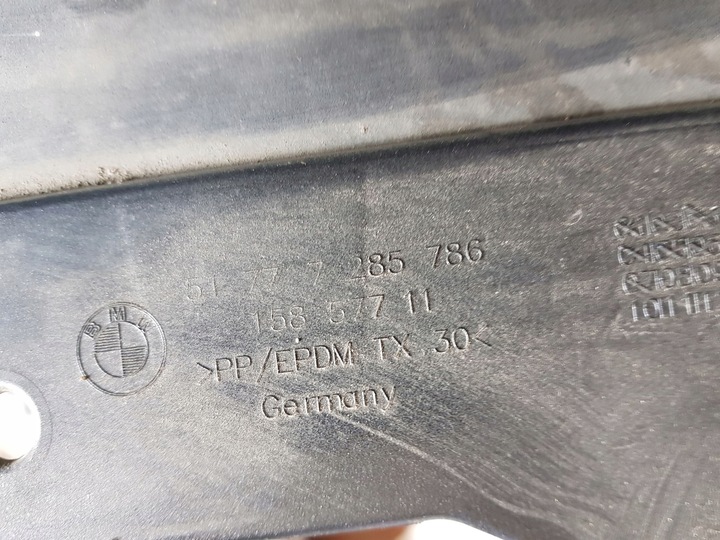 BMW
51 77 7 285 786
158 577 11
>PP/EPDM-TX 30<
Germany